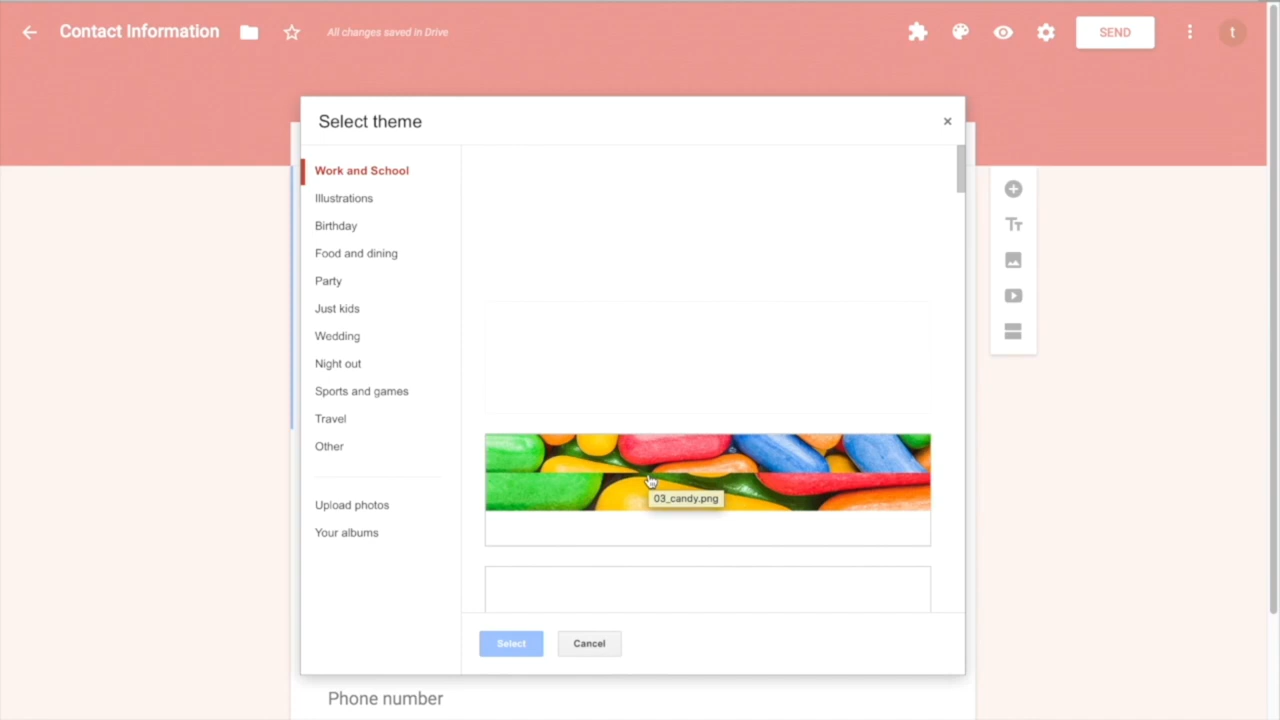 Contact Information
All changes saved in Drive
SEND
t
Select theme
×
Work and School
Illustrations
Birthday
Food and dining
Party
Just kids
Wedding
Night out
Sports and games
Travel
Other
Upload photos
Your albums
Tт
03_candy.png
Select
Cancel
Phone number